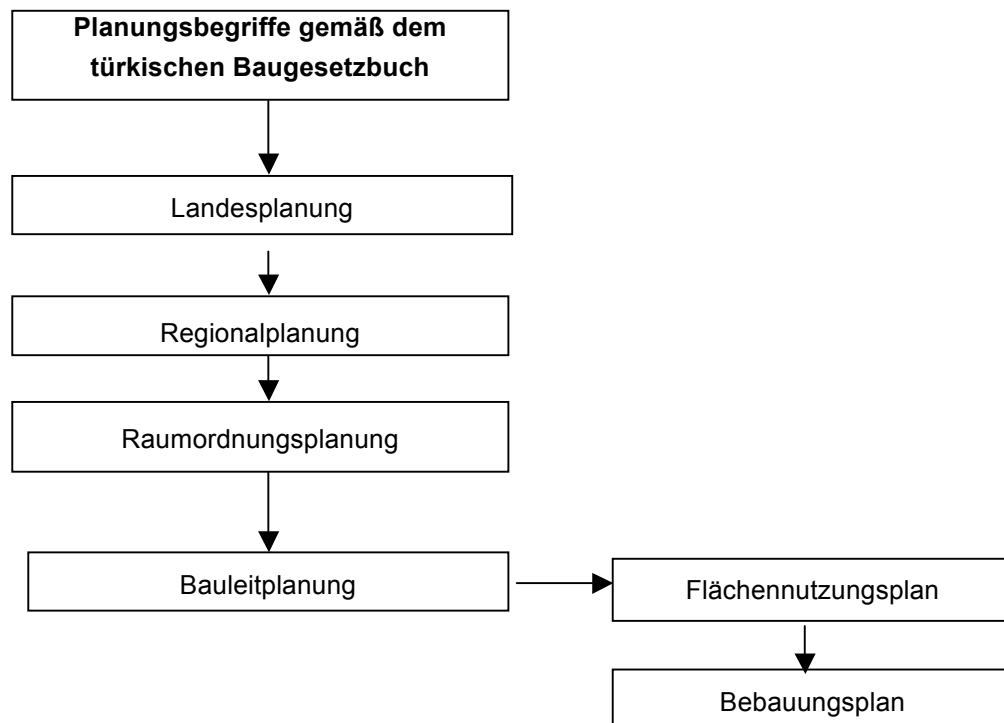 Planungsbegriffe gemäß dem
türkischen Baugesetzbuch
Landesplanung
Regionalplanung
Raumordnungsplanung
Bauleitplanung
Flächennutzungsplan
Bebauungsplan